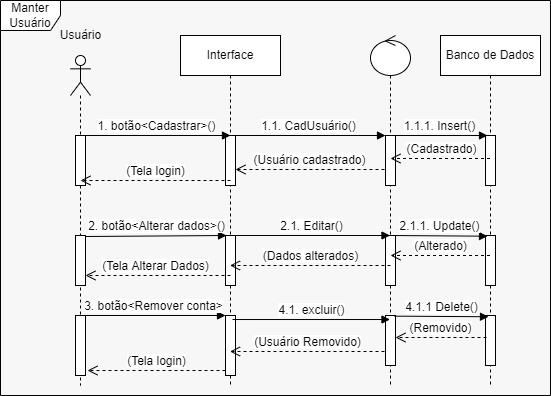 Manter
Usuário
Usuário
Interface
Banco de Dados
1. botão<Cadastrar>()
1.1. CadUsuário()
1.1.1. Insert()
(Cadastrado)
(Usuário cadastrado)
(Tela login)
2. botão<Alterar dados>()
2.1. Editar()
2.1.1. Update()
(Alterado)
(Dados alterados)
(Tela Alterar Dados)
3. botão<Remover conta>
4.1. excluir()
4.1.1 Delete()
(Removido)
(Usuário Removido)
(Tela login)